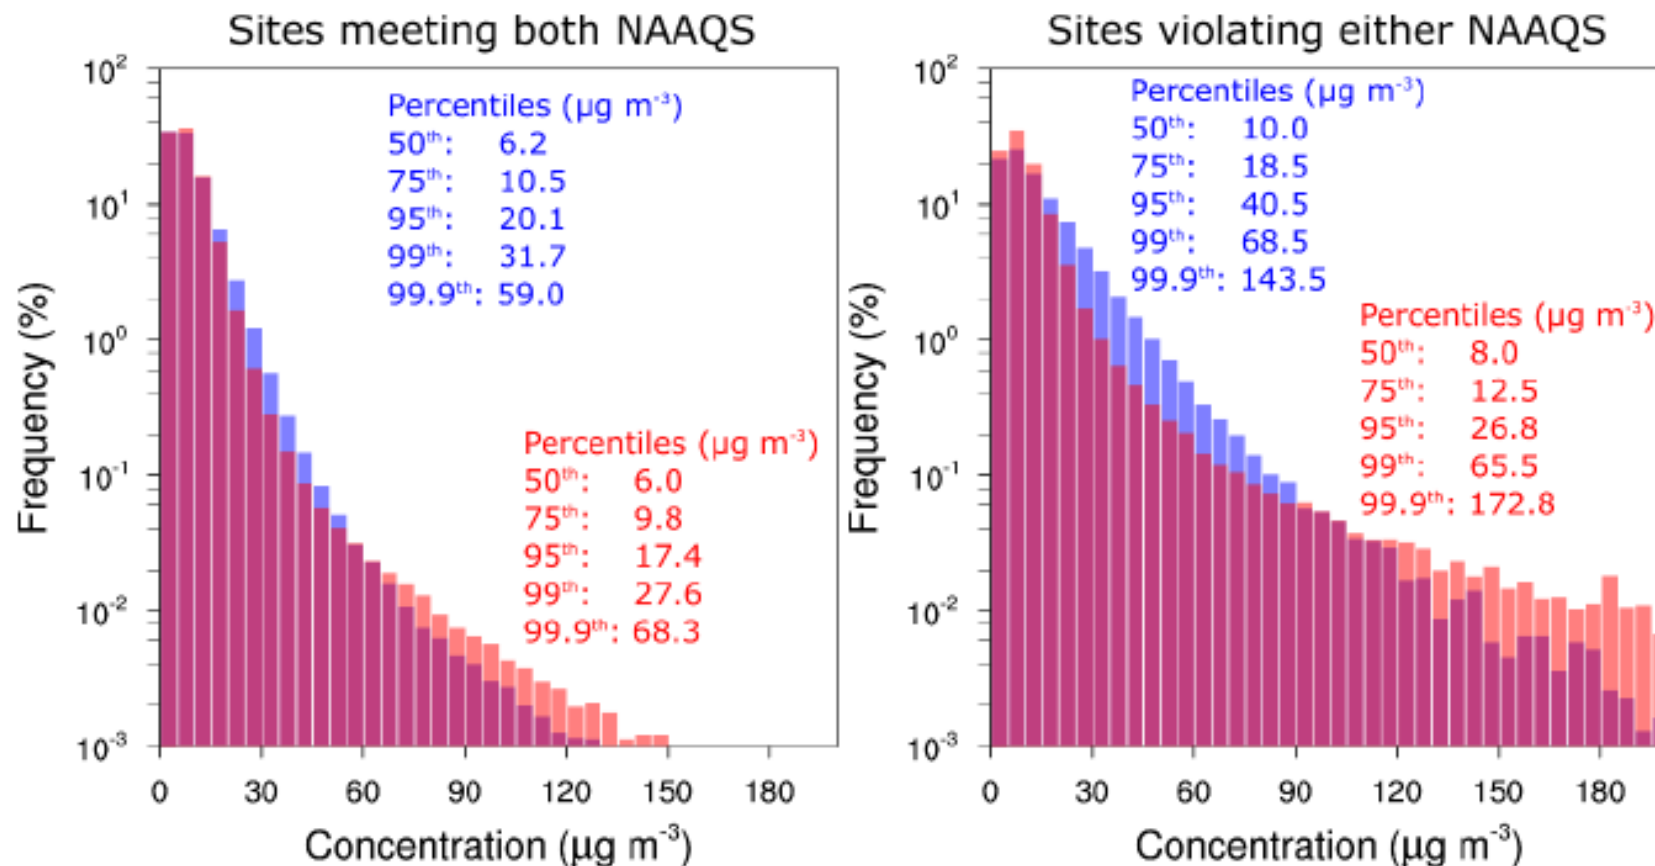 Sites meeting both NAAQS
10²
10¹
10⁰
10⁻¹
10⁻²
10⁻³
Frequency (%)
Percentiles (µg m⁻³)
50ᵗʰ: 6.2
75ᵗʰ: 10.5
95ᵗʰ: 20.1
99ᵗʰ: 31.7
99.9ᵗʰ: 59.0
Percentiles (µg m⁻³)
50ᵗʰ: 6.0
75ᵗʰ: 9.8
95ᵗʰ: 17.4
99ᵗʰ: 27.6
99.9ᵗʰ: 68.3
0 30 60 90 120 150 180
Concentration (µg m⁻³)
Sites violating either NAAQS
10²
10¹
10⁰
10⁻¹
10⁻²
10⁻³
Frequency (%)
Percentiles (µg m⁻³)
50ᵗʰ: 10.0
75ᵗʰ: 18.5
95ᵗʰ: 40.5
99ᵗʰ: 68.5
99.9ᵗʰ: 143.5
Percentiles (µg m⁻³)
50ᵗʰ: 8.0
75ᵗʰ: 12.5
95ᵗʰ: 26.8
99ᵗʰ: 65.5
99.9ᵗʰ: 172.8
0 30 60 90 120 150 180
Concentration (µg m⁻³)